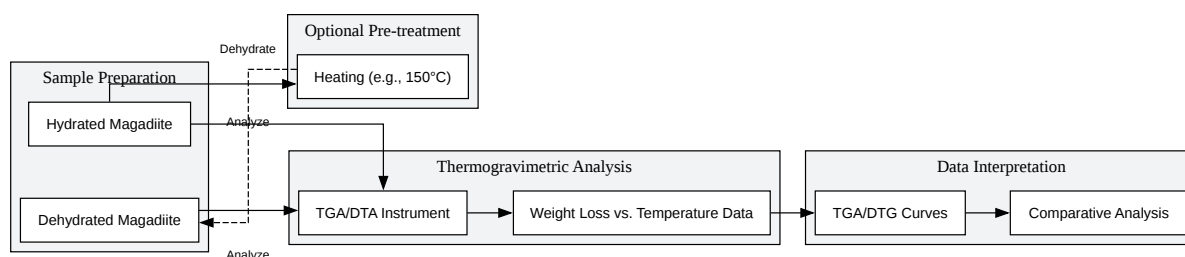 Optional Pre-treatment
Dehydrate
Heating (e.g., 150°C)
Sample Preparation
Hydrated Magadiite
Analyze
Thermogravimetric Analysis
Data Interpretation
Dehydrated Magadiite
TGA/DTA Instrument
Weight Loss vs. Temperature Data
TGA/DTG Curves
Comparative Analysis
Analyze